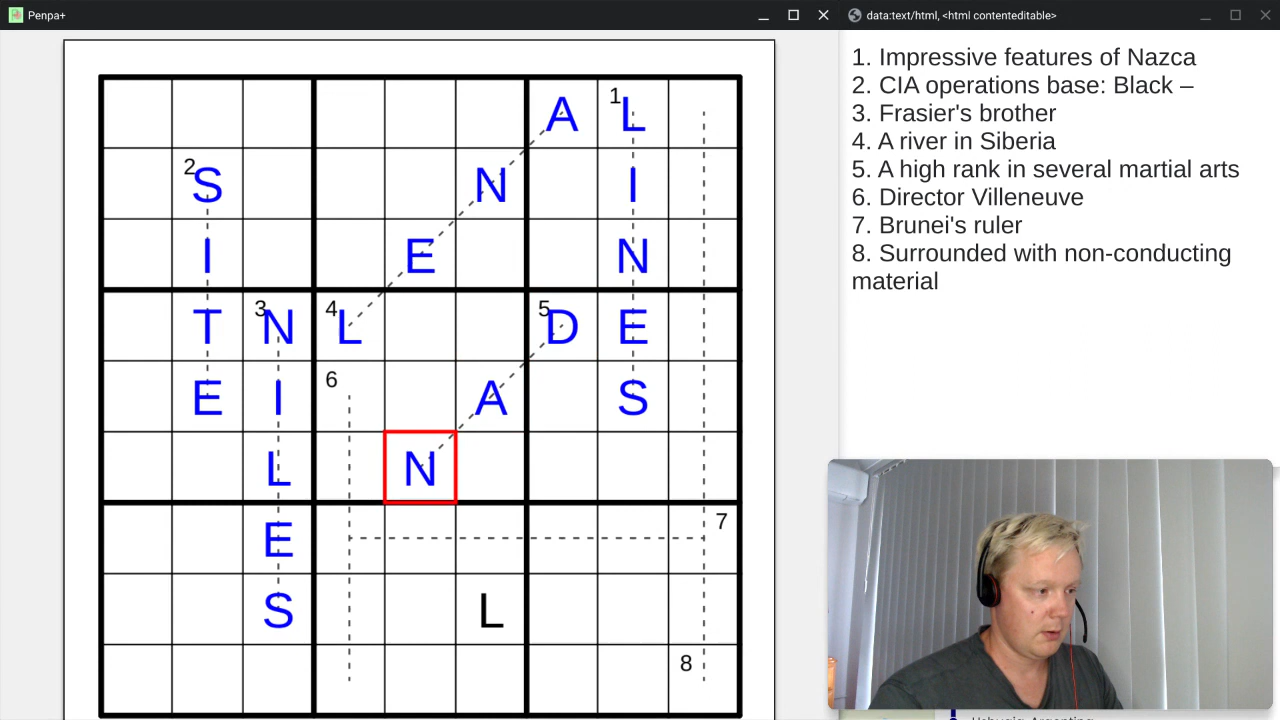 Penpa+
data:text/html, <html contenteditable>
1. Impressive features of Nazca
2. CIA operations base: Black –
3. Frasier's brother
4. A river in Siberia
5. A high rank in several martial arts
6. Director Villeneuve
7. Brunei's ruler
8. Surrounded with non-conducting
material
A 1 L
2 S N I
I E N
T 3 N 4 L 5 D E
E I 6 A S
L N
E 7
S L
8